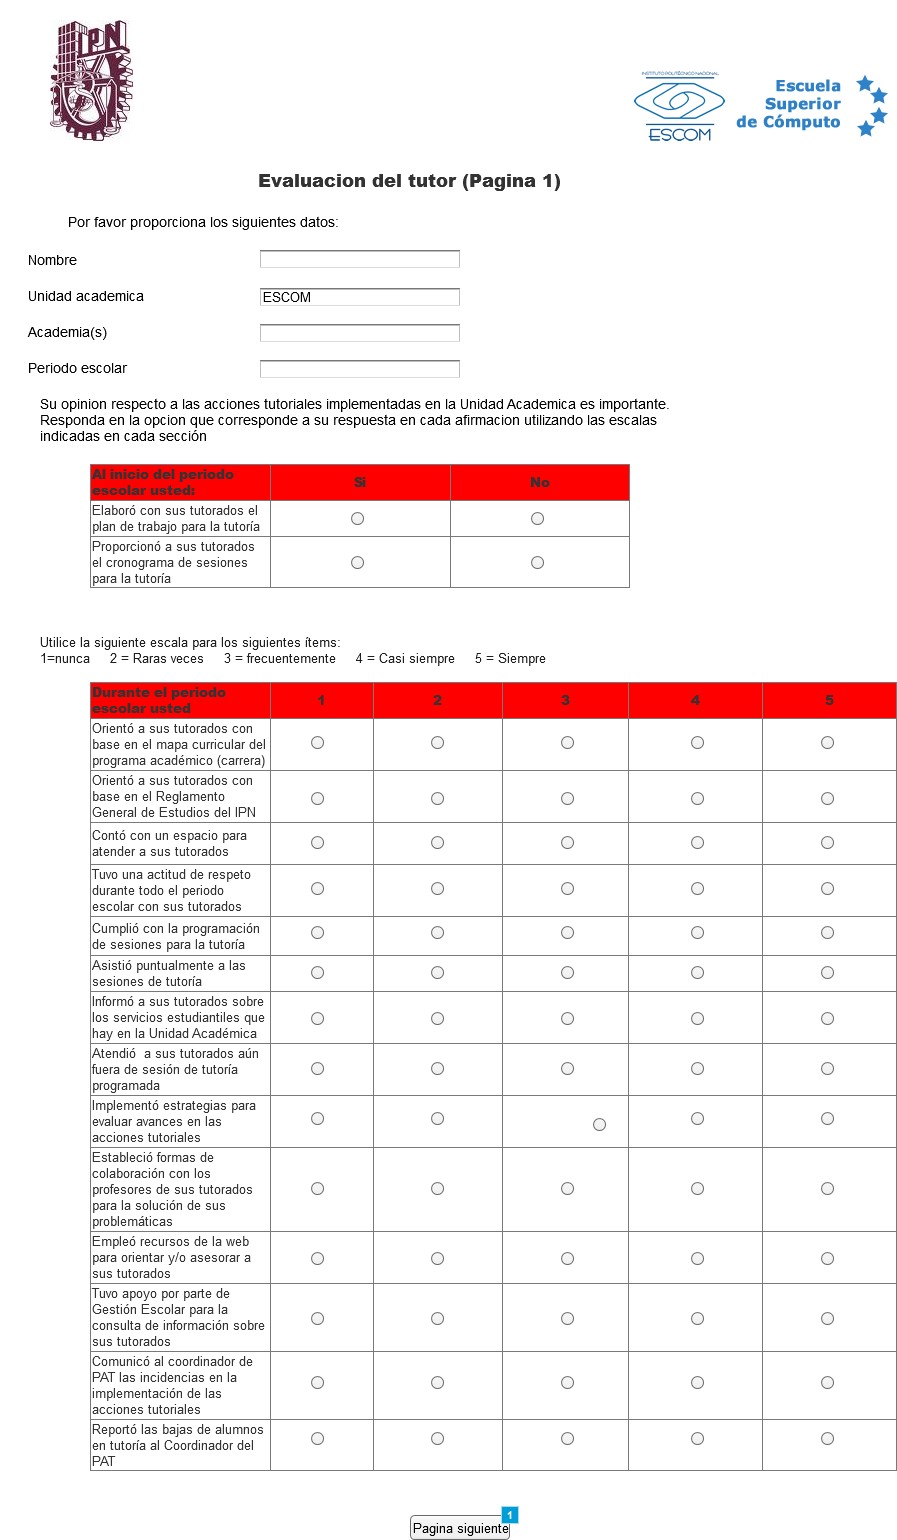 IPN
INSTITUTO POLITÉCNICO NACIONAL
ESCOM
Escuela
Superior
de Cómputo
Evaluacion del tutor (Pagina 1)
Por favor proporciona los siguientes datos:
Nombre
Unidad academica ESCOM
Academia(s)
Periodo escolar
Su opinion respecto a las acciones tutoriales implementadas en la Unidad Academica es importante.
Responda en la opcion que corresponde a su respuesta en cada afirmacion utilizando las escalas
indicadas en cada sección
Al inicio del periodo
escolar usted:
Si No
Elaboró con sus tutorados el
plan de trabajo para la tutoría
Proporcionó a sus tutorados
el cronograma de sesiones
para la tutoría
Utilice la siguiente escala para los siguientes ítems:
1=nunca 2 = Raras veces 3 = frecuentemente 4 = Casi siempre 5 = Siempre
Durante el periodo
escolar usted
1 2 3 4 5
Orientó a sus tutorados con
base en el mapa curricular del
programa académico (carrera)
Orientó a sus tutorados con
base en el Reglamento
General de Estudios del IPN
Contó con un espacio para
atender a sus tutorados
Tuvo una actitud de respeto
durante todo el periodo
escolar con sus tutorados
Cumplió con la programación
de sesiones para la tutoría
Asistió puntualmente a las
sesiones de tutoría
Informó a sus tutorados sobre
los servicios estudiantiles que
hay en la Unidad Académica
Atendió  a sus tutorados aún
fuera de sesión de tutoría
programada
Implementó estrategias para
evaluar avances en las
acciones tutoriales
Estableció formas de
colaboración con los
profesores de sus tutorados
para la solución de sus
problemáticas
Empleó recursos de la web
para orientar y/o asesorar a
sus tutorados
Tuvo apoyo por parte de
Gestión Escolar para la
consulta de información sobre
sus tutorados
Comunicó al coordinador de
PAT las incidencias en la
implementación de las
acciones tutoriales
Reportó las bajas de alumnos
en tutoría al Coordinador del
PAT
1
Pagina siguiente